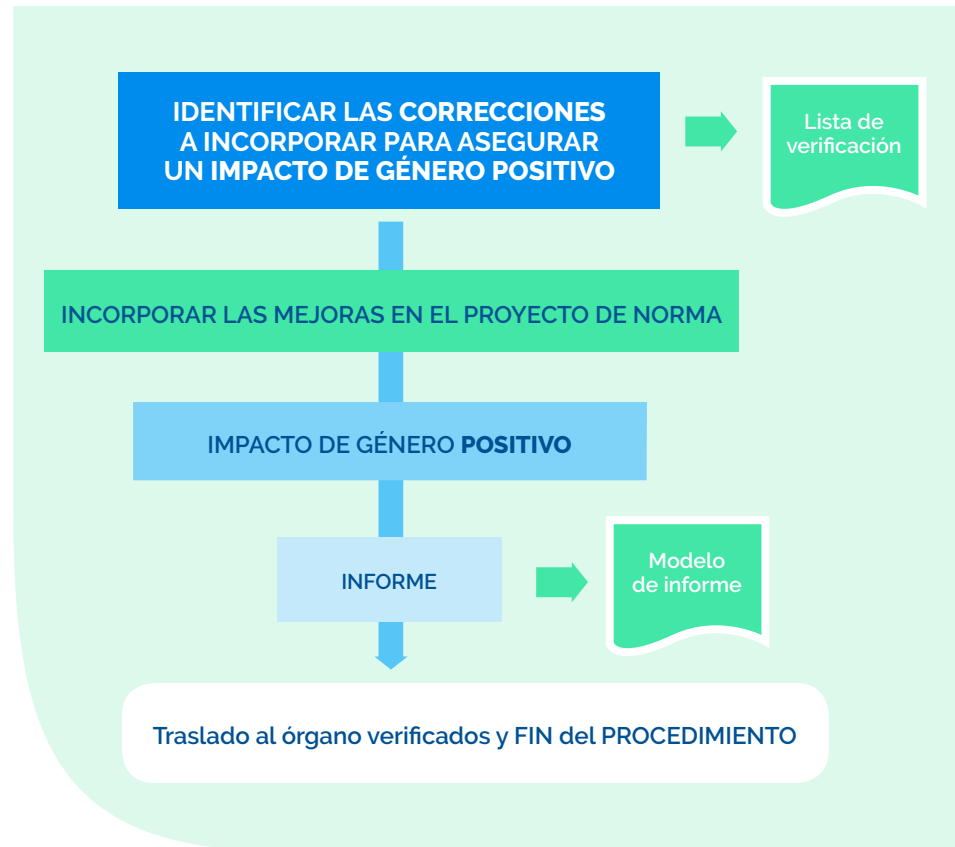 IDENTIFICAR LAS CORRECCIONES
A INCORPORAR PARA ASEGURAR
UN IMPACTO DE GÉNERO POSITIVO
Lista de
verificación
INCORPORAR LAS MEJORAS EN EL PROYECTO DE NORMA
IMPACTO DE GÉNERO POSITIVO
INFORME
Modelo
de informe
Traslado al órgano verificados y FIN del PROCEDIMIENTO